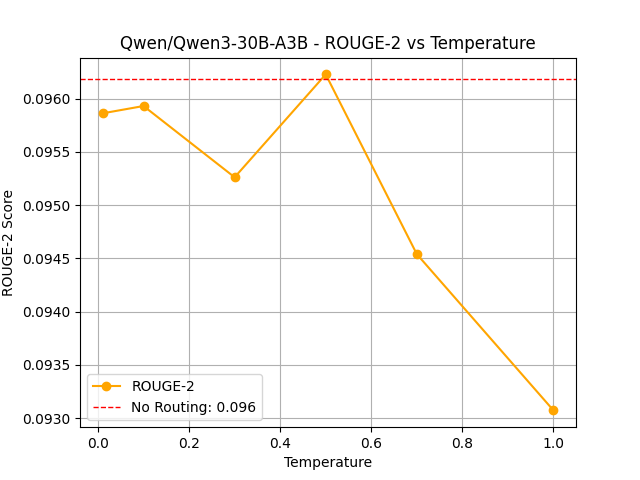 Qwen/Qwen3-30B-A3B - ROUGE-2 vs Temperature
ROUGE-2 Score
0.0960
0.0955
0.0950
0.0945
0.0940
0.0935
0.0930
ROUGE-2
No Routing: 0.096
0.0 0.2 0.4 0.6 0.8 1.0
Temperature